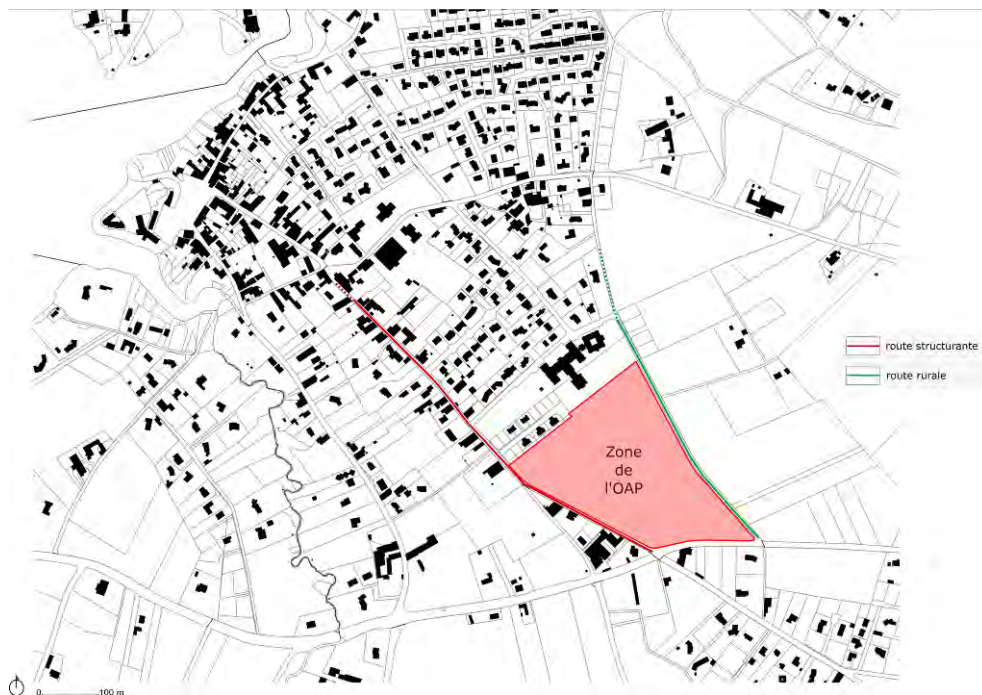 route structurante
route rurale
Zone
de
l'OAP
0 100 m